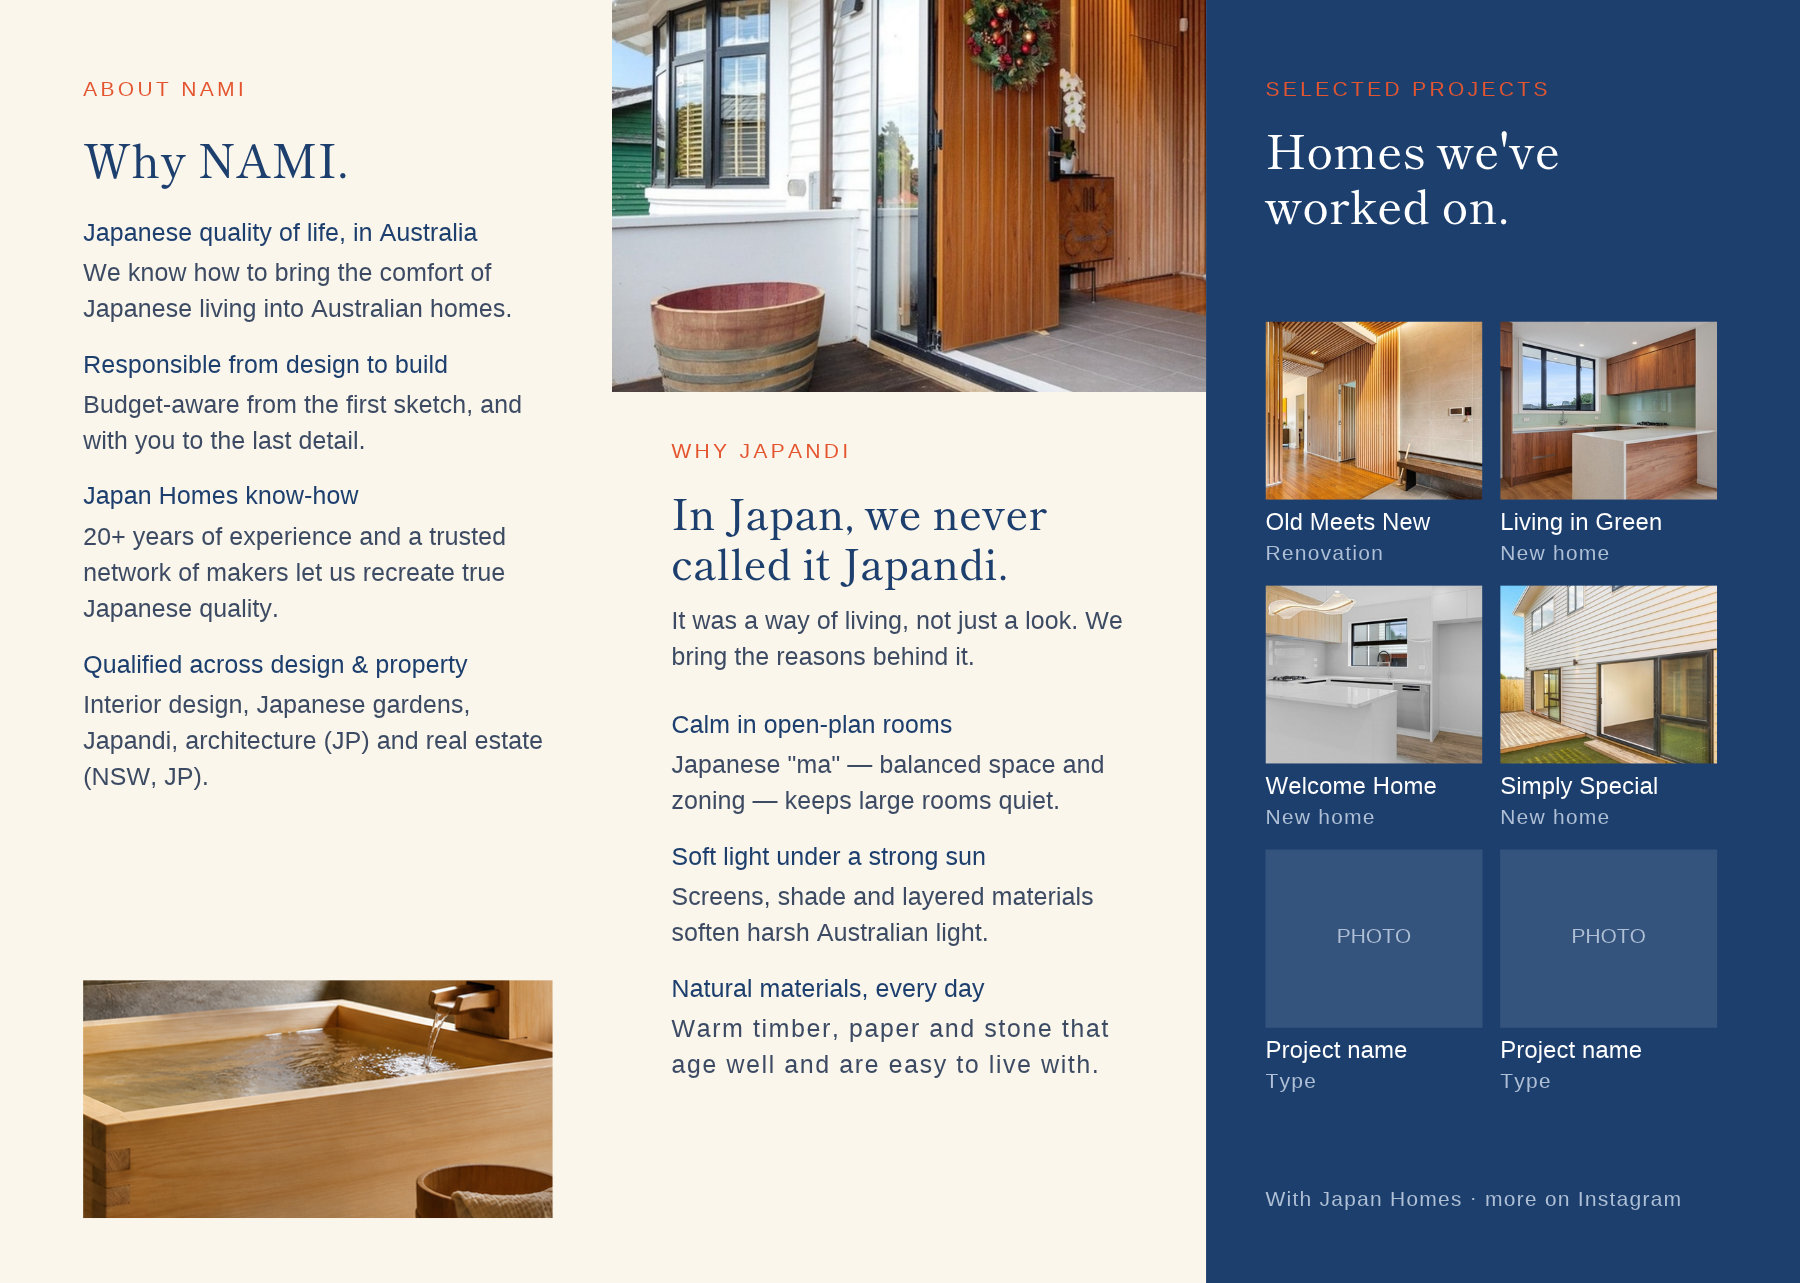 ABOUT NAMI
Why NAMI.
Japanese quality of life, in Australia
We know how to bring the comfort of
Japanese living into Australian homes.
Responsible from design to build
Budget-aware from the first sketch, and
with you to the last detail.
Japan Homes know-how
20+ years of experience and a trusted
network of makers let us recreate true
Japanese quality.
Qualified across design & property
Interior design, Japanese gardens,
Japandi, architecture (JP) and real estate
(NSW, JP).
WHY JAPANDI
In Japan, we never
called it Japandi.
It was a way of living, not just a look. We
bring the reasons behind it.
Calm in open-plan rooms
Japanese "ma" — balanced space and
zoning — keeps large rooms quiet.
Soft light under a strong sun
Screens, shade and layered materials
soften harsh Australian light.
Natural materials, every day
Warm timber, paper and stone that
age well and are easy to live with.
SELECTED PROJECTS
Homes we've
worked on.
Old Meets New
Renovation
Living in Green
New home
Welcome Home
New home
Simply Special
New home
PHOTO
Project name
Type
PHOTO
Project name
Type
With Japan Homes · more on Instagram